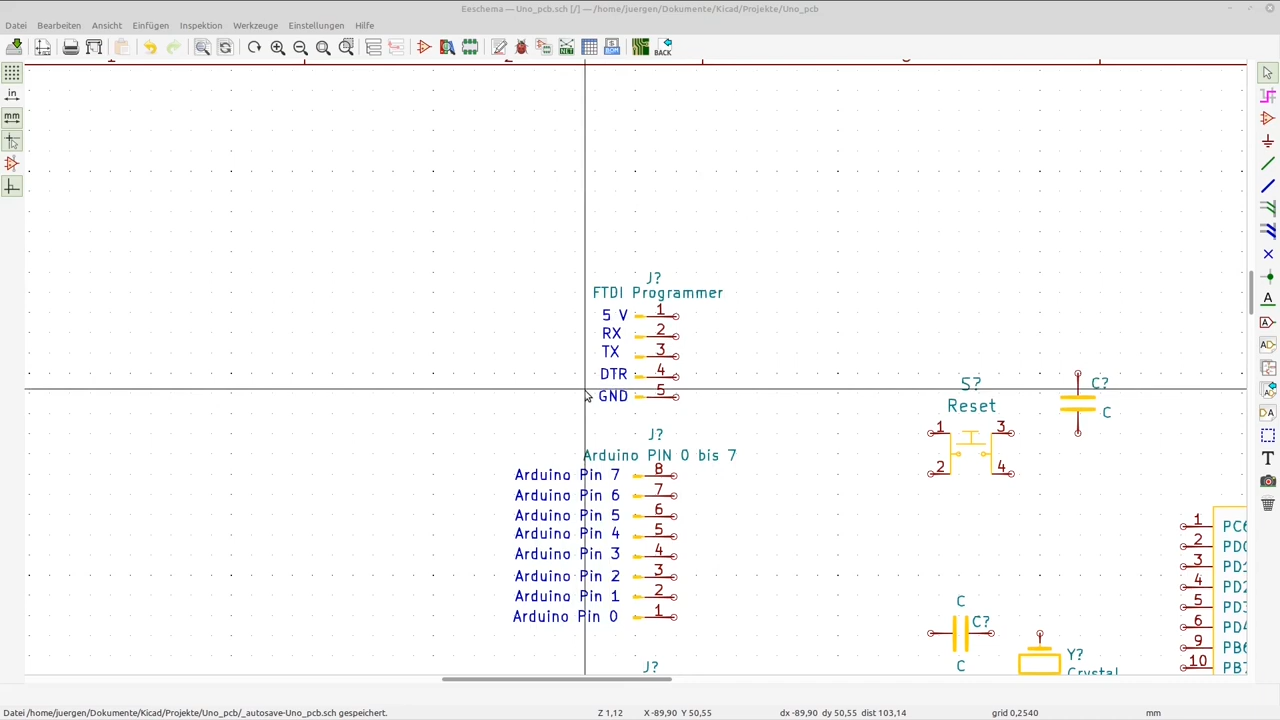 Eeschema — Uno_pcb.sch [/] — /home/juergen/Dokumente/Kicad/Projekte/Uno_pcb
Datei Bearbeiten Ansicht Einfügen Inspektion Werkzeuge Einstellungen Hilfe
NET
BOM
BACK
in
mm
J?
FTDI Programmer
5 V 1
RX 2
TX 3
DTR 4
GND 5
J?
Arduino PIN 0 bis 7
Arduino Pin 7 8
Arduino Pin 6 7
Arduino Pin 5 6
Arduino Pin 4 5
Arduino Pin 3 4
Arduino Pin 2 3
Arduino Pin 1 2
Arduino Pin 0 1
J?
S?
Reset
1 3
2 4
C?
C
C
C?
C
Y?
Crystal
1 PC6
2 PD0
3 PD1
4 PD2
5 PD3
6 PD4
9 PB6
10 PB7
A
A
T
Datei /home/juergen/Dokumente/Kicad/Projekte/Uno_pcb/_autosave-Uno_pcb.sch gespeichert.
Z 1,12
X -89,90 Y 50,55
dx -89,90 dy 50,55 dist 103,14
grid 0,2540
mm